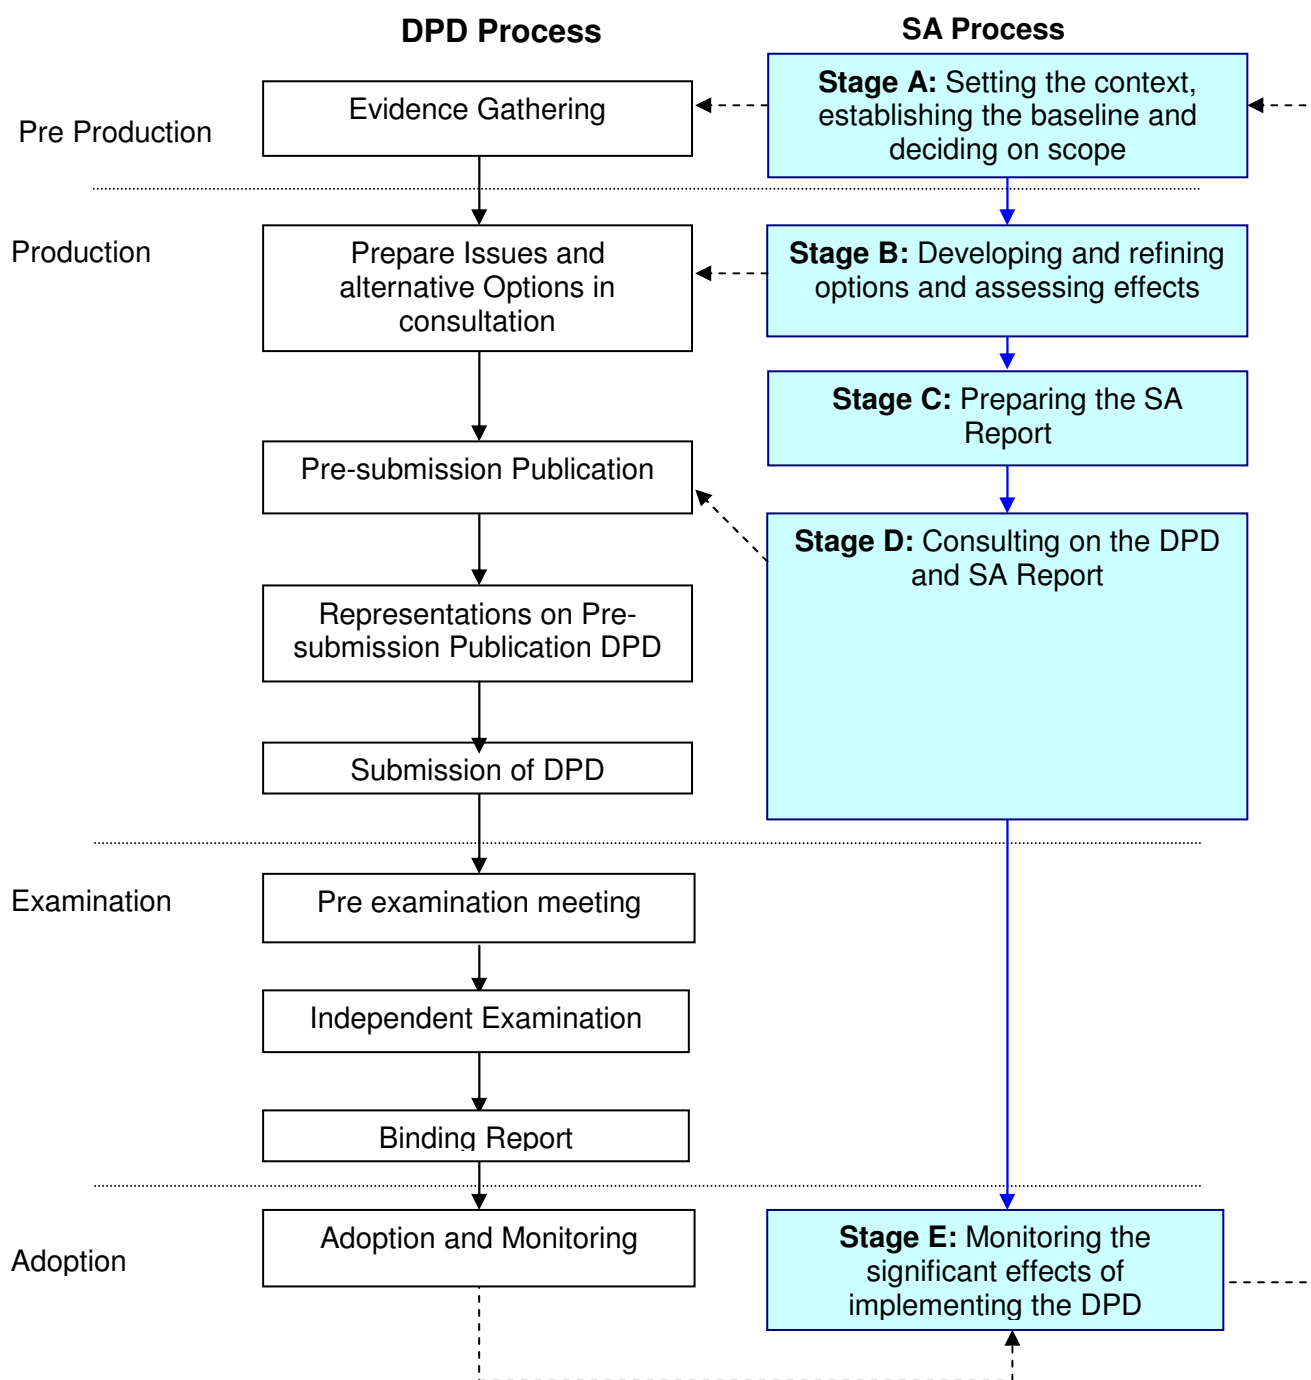 DPD Process
SA Process
Pre Production
Evidence Gathering
Stage A: Setting the context,
establishing the baseline and
deciding on scope
Production
Prepare Issues and
alternative Options in
consultation
Stage B: Developing and refining
options and assessing effects
Stage C: Preparing the SA
Report
Pre-submission Publication
Stage D: Consulting on the DPD
and SA Report
Representations on Pre-
submission Publication DPD
Submission of DPD
Examination
Pre examination meeting
Independent Examination
Binding Report
Adoption
Adoption and Monitoring
Stage E: Monitoring the
significant effects of
implementing the DPD